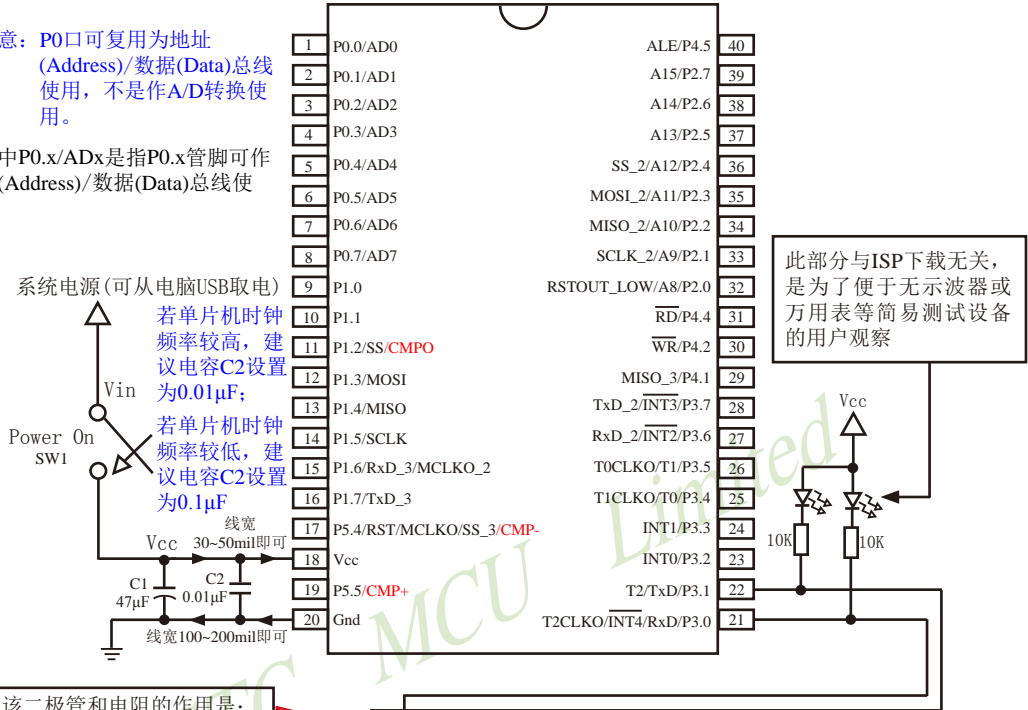 意：P0口可复用为地址
(Address)/数据(Data)总线
使用，不是作A/D转换使
用。
中P0.x/ADx是指P0.x管脚可作
(Address)/数据(Data)总线使
系统电源(可从电脑USB取电)
若单片机时钟
频率较高，建
议电容C2设置
为0.01μF；
若单片机时钟
频率较低，建
议电容C2设置
为0.1μF
Vin
Power On
SW1
线宽
Vcc 30~50mil即可
C1
47μF
C2
0.01μF
线宽100~200mil即可
1 P0.0/AD0
2 P0.1/AD1
3 P0.2/AD2
4 P0.3/AD3
5 P0.4/AD4
6 P0.5/AD5
7 P0.6/AD6
8 P0.7/AD7
9 P1.0
10 P1.1
11 P1.2/SS/CMPO
12 P1.3/MOSI
13 P1.4/MISO
14 P1.5/SCLK
15 P1.6/RxD_3/MCLKO_2
16 P1.7/TxD_3
17 P5.4/RST/MCLKO/SS_3/CMP-
18 Vcc
19 P5.5/CMP+
20 Gnd
ALE/P4.5 40
A15/P2.7 39
A14/P2.6 38
A13/P2.5 37
SS_2/A12/P2.4 36
MOSI_2/A11/P2.3 35
MISO_2/A10/P2.2 34
SCLK_2/A9/P2.1 33
RSTOUT_LOW/A8/P2.0 32
RD/P4.4 31
WR/P4.2 30
MISO_3/P4.1 29
TxD_2/INT3/P3.7 28
RxD_2/INT2/P3.6 27
T0CLKO/T1/P3.5 26
T1CLKO/T0/P3.4 25
INT1/P3.3 24
INT0/P3.2 23
T2/TxD/P3.1 22
T2CLKO/INT4/RxD/P3.0 21
此部分与ISP下载无关，
是为了便于无示波器或
万用表等简易测试设备
的用户观察
Vcc
10K
10K
MCU Limited
该二极管和电阻的作用是：